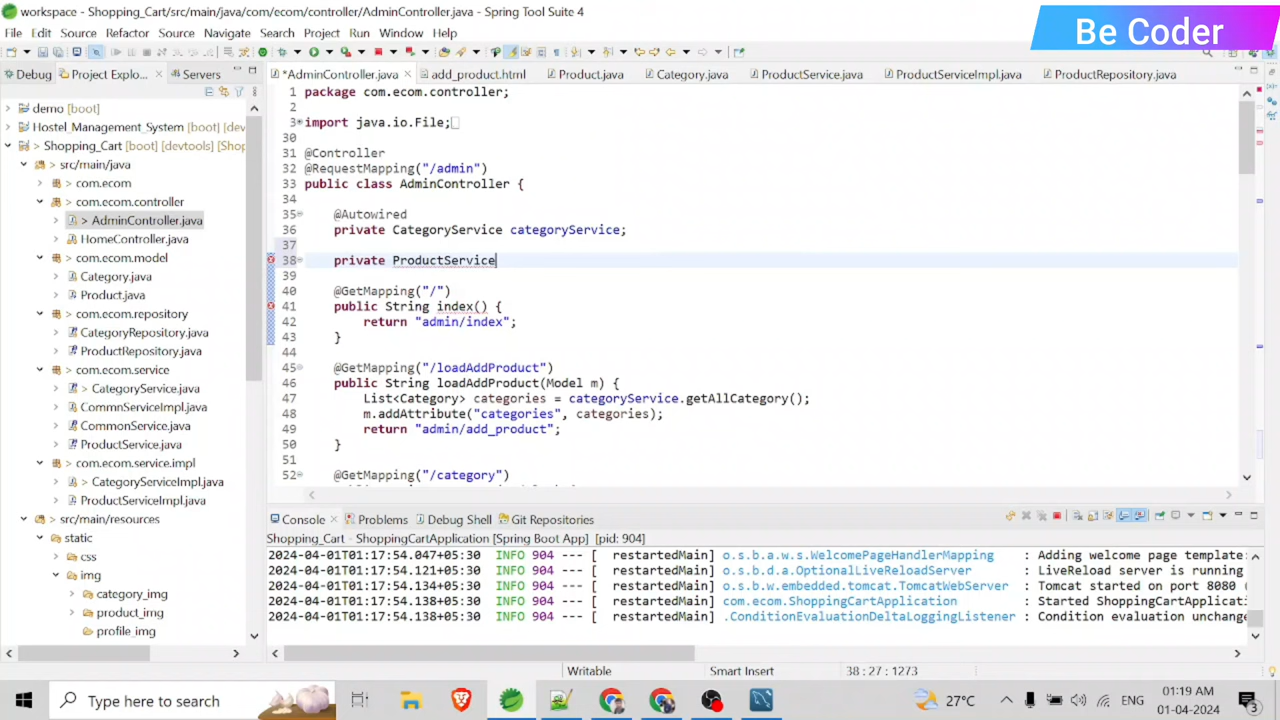 workspace - Shopping_Cart/src/main/java/com/ecom/controller/AdminController.java - Spring Tool Suite 4
Be Coder
File Edit Source Refactor Source Navigate Search Project Run Window Help
Debug Project Explo... Servers
*AdminController.java add_product.html Product.java Category.java ProductService.java ProductServiceImpl.java ProductRepository.java
demo [boot]
Hostel_Management_System [boot] [dev
Shopping_Cart [boot] [devtools] [Shop
src/main/java
com.ecom
com.ecom.controller
AdminController.java
HomeController.java
com.ecom.model
Category.java
Product.java
com.ecom.repository
CategoryRepository.java
ProductRepository.java
com.ecom.service
CategoryService.java
CommnServiceImpl.java
CommonService.java
ProductService.java
com.ecom.service.impl
CategoryServiceImpl.java
ProductServiceImpl.java
src/main/resources
static
css
img
category_img
product_img
profile_img
1 package com.ecom.controller;
2
3 import java.io.File;
30
31 @Controller
32 @RequestMapping("/admin")
33 public class AdminController {
34
35 @Autowired
36 private CategoryService categoryService;
37
38 private ProductService
39
40 @GetMapping("/")
41 public String index() {
42 return "admin/index";
43 }
44
45 @GetMapping("/loadAddProduct")
46 public String loadAddProduct(Model m) {
47 List<Category> categories = categoryService.getAllCategory();
48 m.addAttribute("categories", categories);
49 return "admin/add_product";
50 }
51
52 @GetMapping("/category")
Console Problems Debug Shell Git Repositories
Shopping_Cart - ShoppingCartApplication [Spring Boot App] [pid: 904]
2024-04-01T01:17:54.047+05:30 INFO 904 --- [ restartedMain] o.s.b.a.w.s.WelcomePageHandlerMapping : Adding welcome page template:
2024-04-01T01:17:54.121+05:30 INFO 904 --- [ restartedMain] o.s.b.d.a.OptionalLiveReloadServer : LiveReload server is running
2024-04-01T01:17:54.134+05:30 INFO 904 --- [ restartedMain] o.s.b.w.embedded.tomcat.TomcatWebServer : Tomcat started on port 8080 (
2024-04-01T01:17:54.138+05:30 INFO 904 --- [ restartedMain] com.ecom.ShoppingCartApplication : Started ShoppingCartApplicati
2024-04-01T01:17:54.138+05:30 INFO 904 --- [ restartedMain] .ConditionEvaluationDeltaLoggingListener : Condition evaluation unchange
Writable Smart Insert 38 : 27 : 1273
Type here to search 27°C ENG 01:19 AM
01-04-2024 3